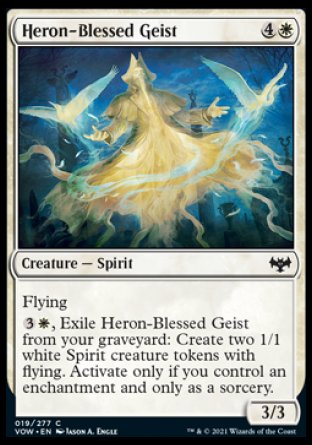 Heron-Blessed Geist 4
Creature — Spirit
Flying
3, Exile Heron-Blessed Geist
from your graveyard: Create two 1/1
white Spirit creature tokens with
flying. Activate only if you control an
enchantment and only as a sorcery.
3/3
019/277 C
VOW • EN Jason A. Engle
™ & © 2021 Wizards of the Coast